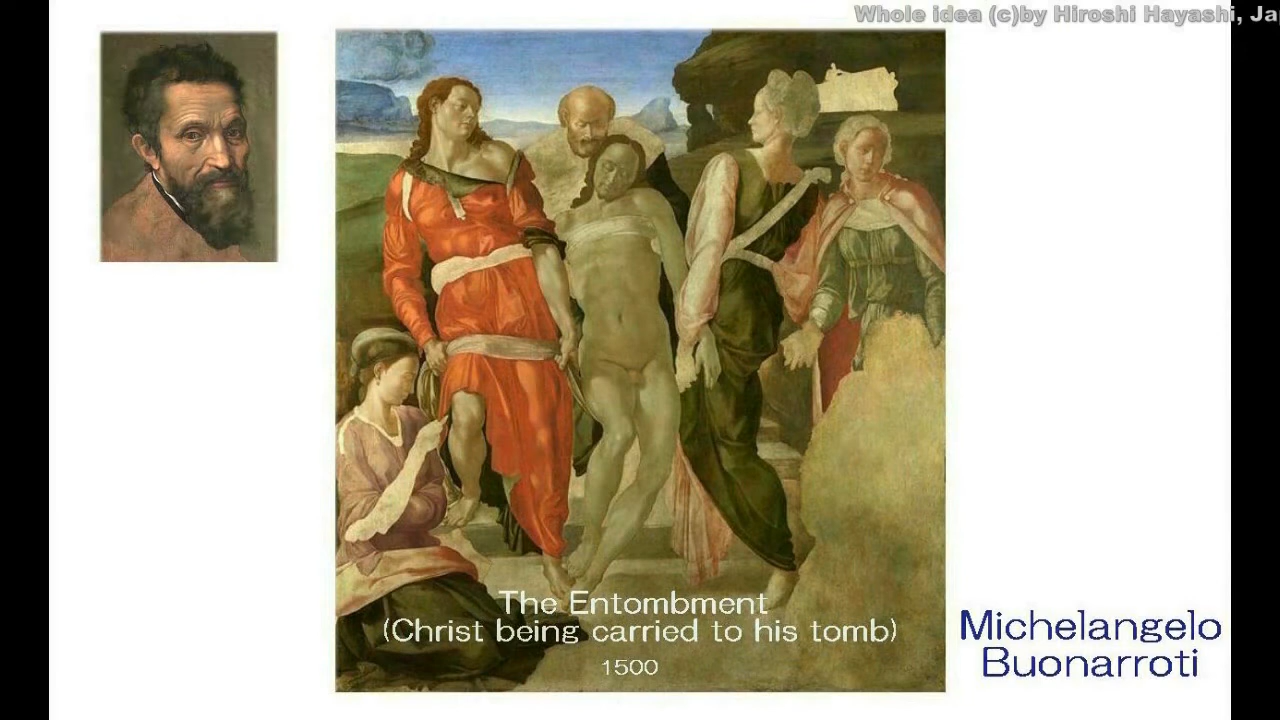 Whole idea (c)by Hiroshi Hayashi, Ja
The Entombment
(Christ being carried to his tomb)
1500
Michelangelo
Buonarroti